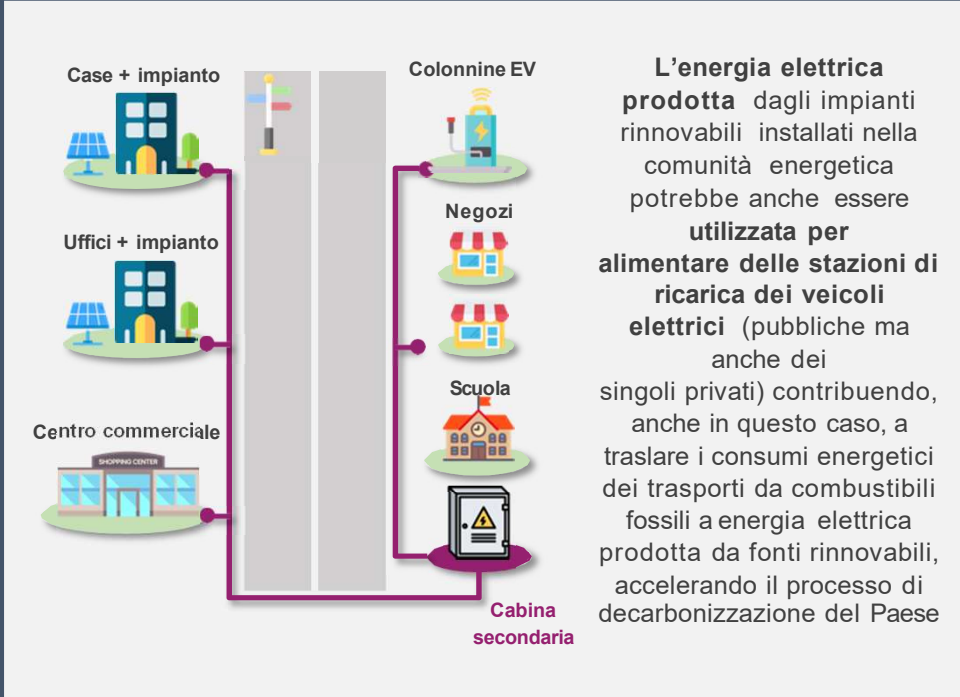 Case + impianto
Uffici + impianto
Centro commerciale
SHOPPING CENTER
Colonnine EV
Negozi
Scuola
Cabina
secondaria
L'energia elettrica
prodotta dagli impianti
rinnovabili installati nella
comunità energetica
potrebbe anche essere
utilizzata per
alimentare delle stazioni di
ricarica dei veicoli
elettrici (pubbliche ma
anche dei
singoli privati) contribuendo,
anche in questo caso, a
traslare i consumi energetici
dei trasporti da combustibili
fossili a energia elettrica
prodotta da fonti rinnovabili,
accelerando il processo di
decarbonizzazione del Paese